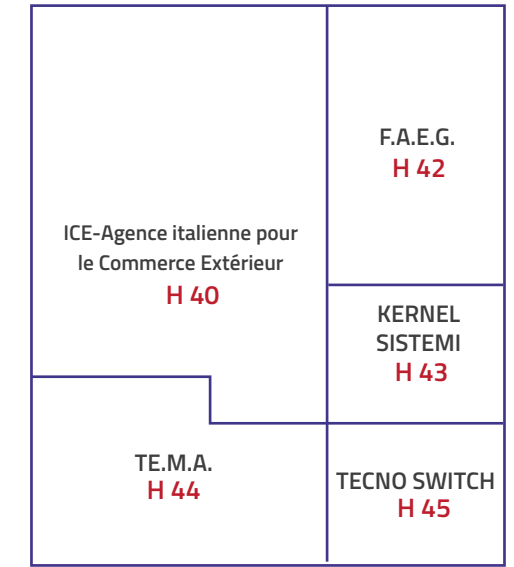 ICE-Agence italienne pour
le Commerce Extérieur
H 40
F.A.E.G.
H 42
KERNEL
SISTEMI
H 43
TE.M.A.
H 44
TECNO SWITCH
H 45